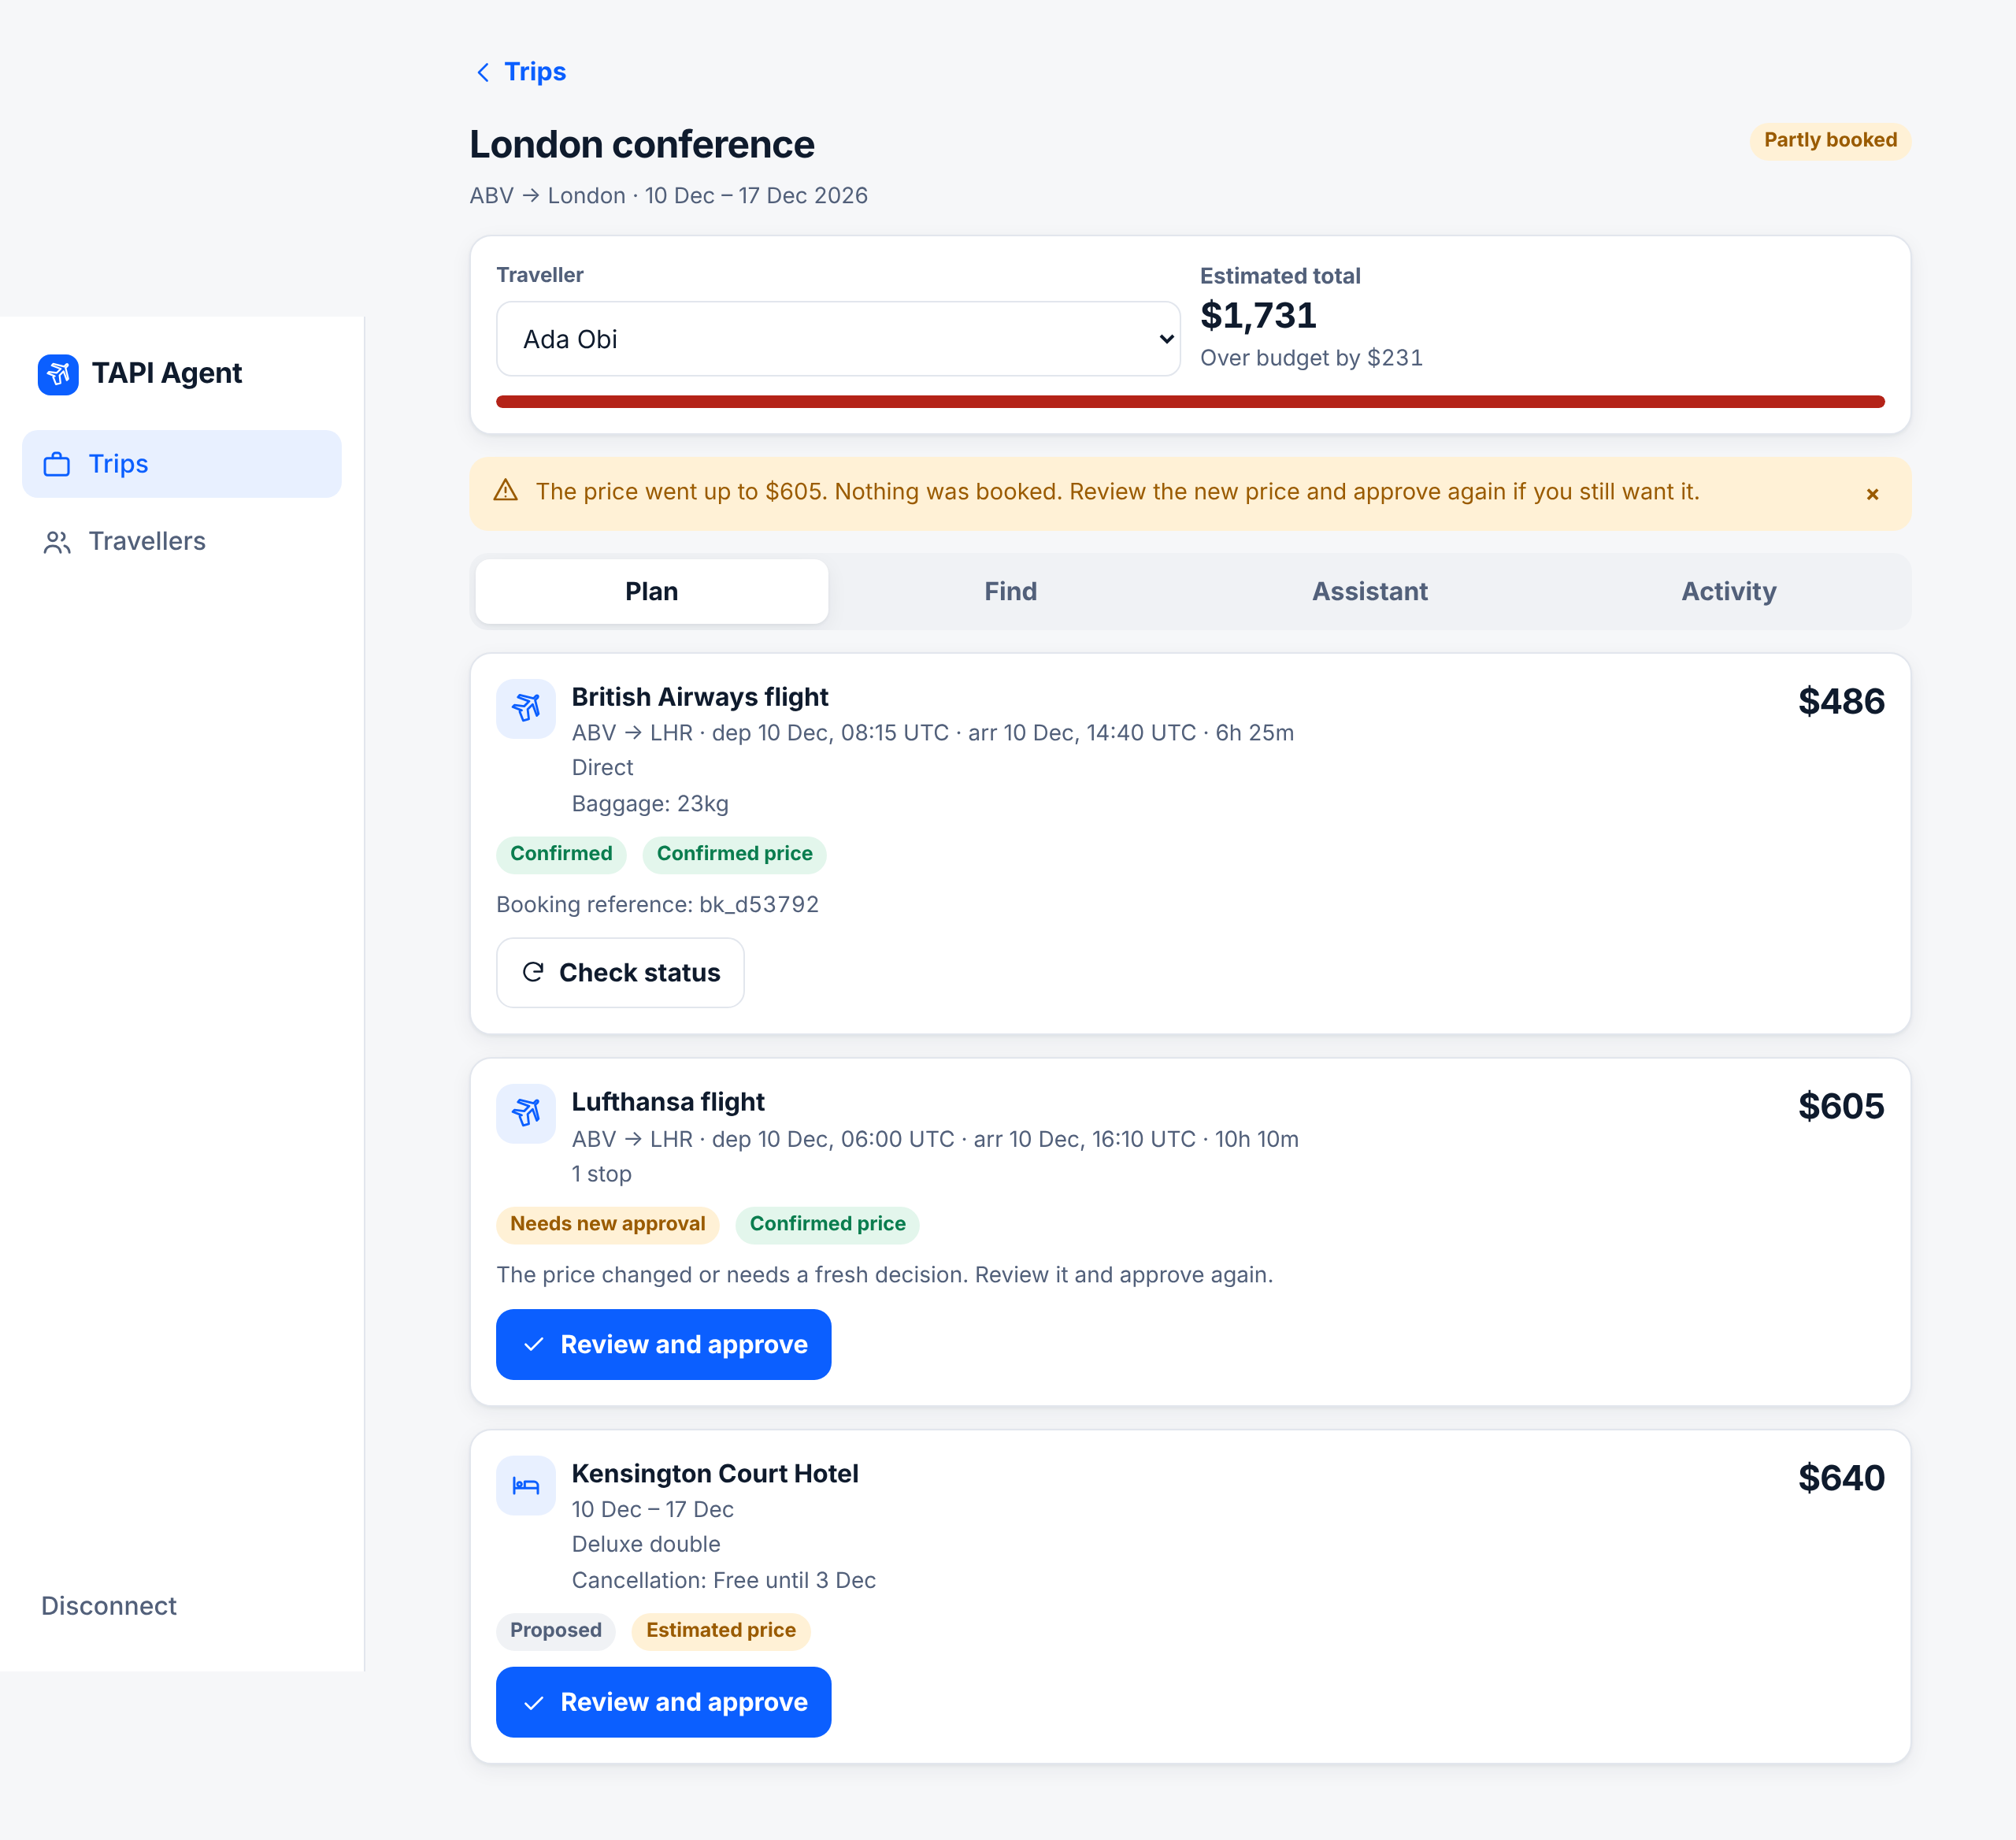 Trips
London conference
Partly booked
ABV → London · 10 Dec – 17 Dec 2026
Traveller
Ada Obi
Estimated total
$1,731
Over budget by $231
TAPI Agent
Trips
Travellers
Disconnect
The price went up to $605. Nothing was booked. Review the new price and approve again if you still want it.
×
Plan
Find
Assistant
Activity
British Airways flight
$486
ABV → LHR · dep 10 Dec, 08:15 UTC · arr 10 Dec, 14:40 UTC · 6h 25m
Direct
Baggage: 23kg
Confirmed
Confirmed price
Booking reference: bk_d53792
Check status
Lufthansa flight
$605
ABV → LHR · dep 10 Dec, 06:00 UTC · arr 10 Dec, 16:10 UTC · 10h 10m
1 stop
Needs new approval
Confirmed price
The price changed or needs a fresh decision. Review it and approve again.
Review and approve
Kensington Court Hotel
$640
10 Dec – 17 Dec
Deluxe double
Cancellation: Free until 3 Dec
Proposed
Estimated price
Review and approve